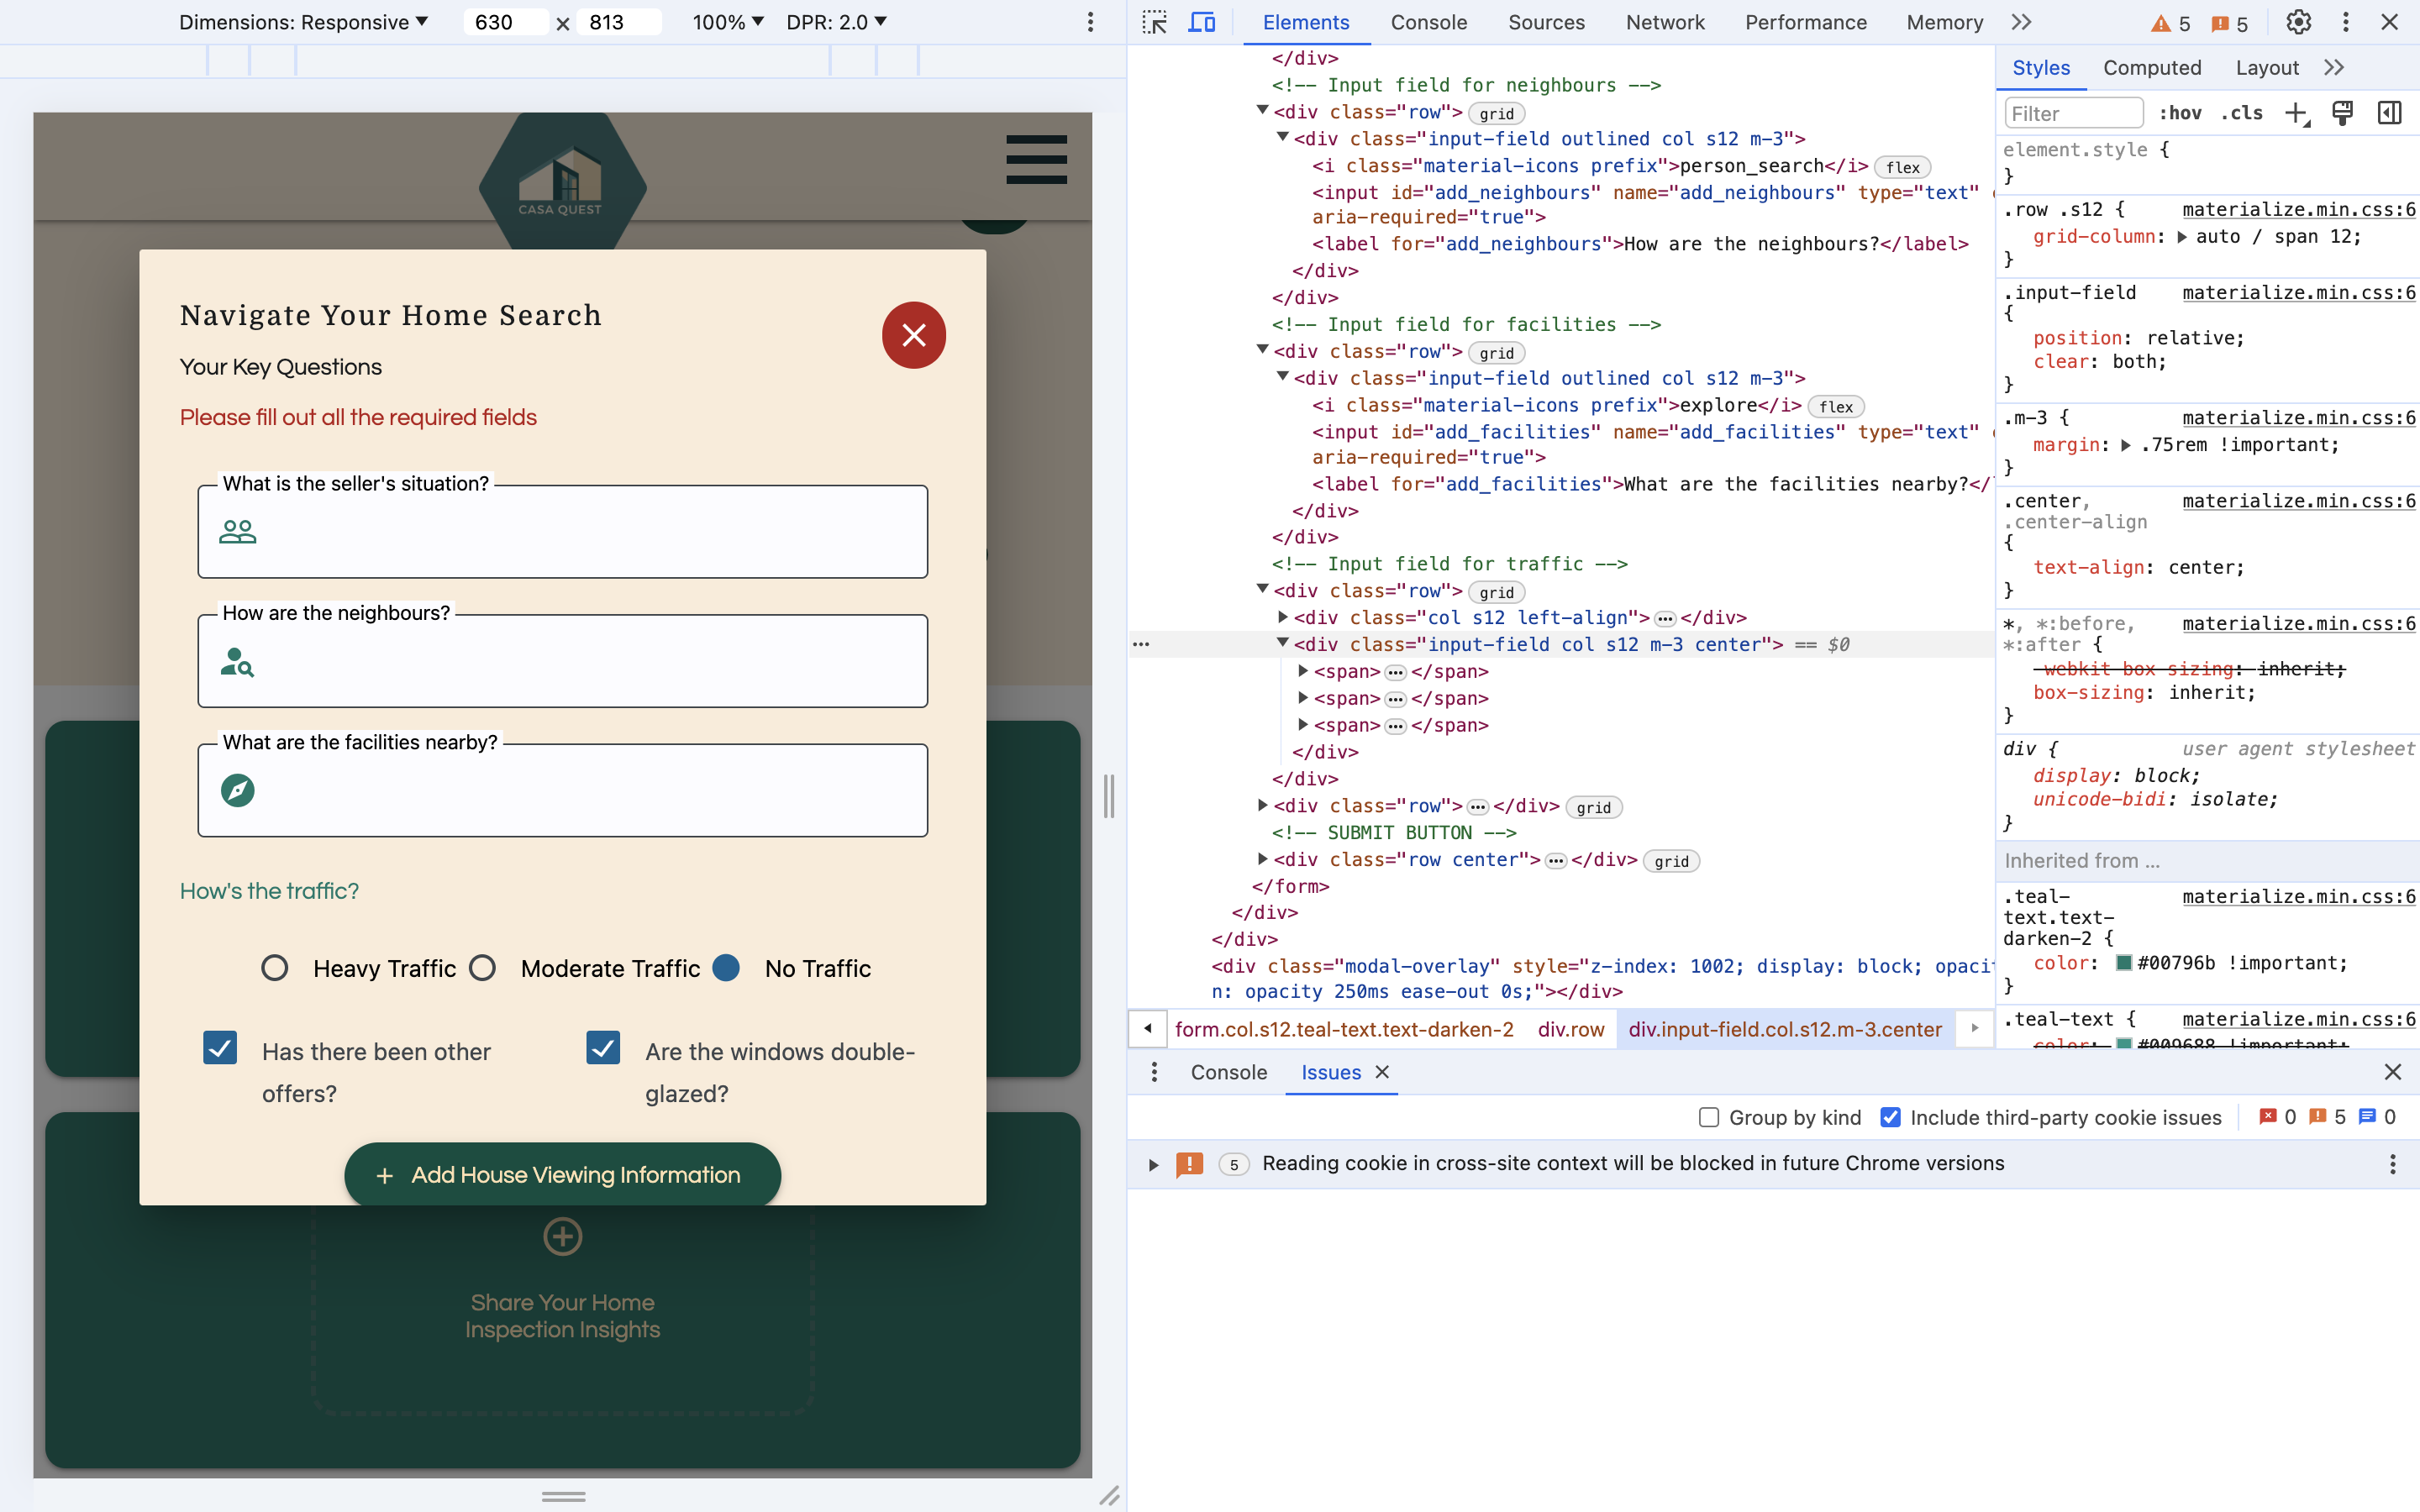 Dimensions: Responsive ▼ 630 × 813 100% ▼ DPR: 2.0 ▼
CASA QUEST
Navigate Your Home Search
Your Key Questions
Please fill out all the required fields
What is the seller's situation?
How are the neighbours?
What are the facilities nearby?
How's the traffic?
Heavy Traffic Moderate Traffic No Traffic
Has there been other offers?
Are the windows double-glazed?
+ Add House Viewing Information
Share Your Home
Inspection Insights
Elements Console Sources Network Performance Memory 5 5
</div>
<!-- Input field for neighbours -->
<div class="row"> grid
<div class="input-field outlined col s12 m-3">
<i class="material-icons prefix">person_search</i> flex
<input id="add_neighbours" name="add_neighbours" type="text"
aria-required="true">
<label for="add_neighbours">How are the neighbours?</label>
</div>
</div>
<!-- Input field for facilities -->
<div class="row"> grid
<div class="input-field outlined col s12 m-3">
<i class="material-icons prefix">explore</i> flex
<input id="add_facilities" name="add_facilities" type="text"
aria-required="true">
<label for="add_facilities">What are the facilities nearby?</
</div>
</div>
<!-- Input field for traffic -->
<div class="row"> grid
<div class="col s12 left-align"> ••• </div>
••• <div class="input-field col s12 m-3 center"> == $0
<span> ••• </span>
<span> ••• </span>
<span> ••• </span>
</div>
</div>
<div class="row"> ••• </div> grid
<!-- SUBMIT BUTTON -->
<div class="row center"> ••• </div> grid
</form>
</div>
</div>
<div class="modal-overlay" style="z-index: 1002; display: block; opaci
n: opacity 250ms ease-out 0s;"></div>
form.col.s12.teal-text.text-darken-2 div.row div.input-field.col.s12.m-3.center
Styles Computed Layout
Filter :hov .cls
element.style {
}
.row .s12 { materialize.min.css:6
grid-column: ▶ auto / span 12;
}
.input-field materialize.min.css:6
{
position: relative;
clear: both;
}
.m-3 { materialize.min.css:6
margin: ▶ .75rem !important;
}
.center, materialize.min.css:6
.center-align
{
text-align: center;
}
*, *:before, materialize.min.css:6
*:after {
-webkit-box-sizing: inherit;
box-sizing: inherit;
}
div { user agent stylesheet
display: block;
unicode-bidi: isolate;
}
Inherited from ...
.teal- materialize.min.css:6
text.text-
darken-2 {
color: #00796b !important;
}
.teal-text { materialize.min.css:6
color: #009688 !important;
Console Issues
Group by kind Include third-party cookie issues 0 5 0
5 Reading cookie in cross-site context will be blocked in future Chrome versions